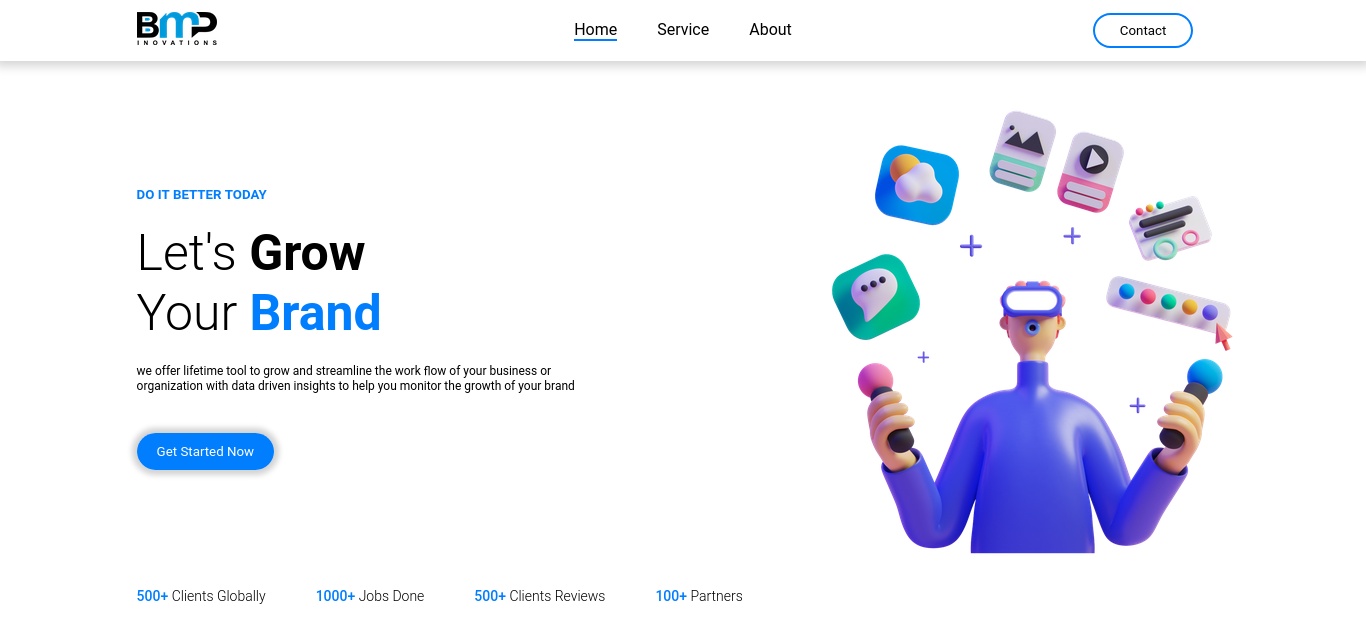 BMP
INOVATIONS
Home Service About Contact
DO IT BETTER TODAY
Let's Grow
Your Brand
we offer lifetime tool to grow and streamline the work flow of your business or
organization with data driven insights to help you monitor the growth of your brand
Get Started Now
500+ Clients Globally 1000+ Jobs Done 500+ Clients Reviews 100+ Partners